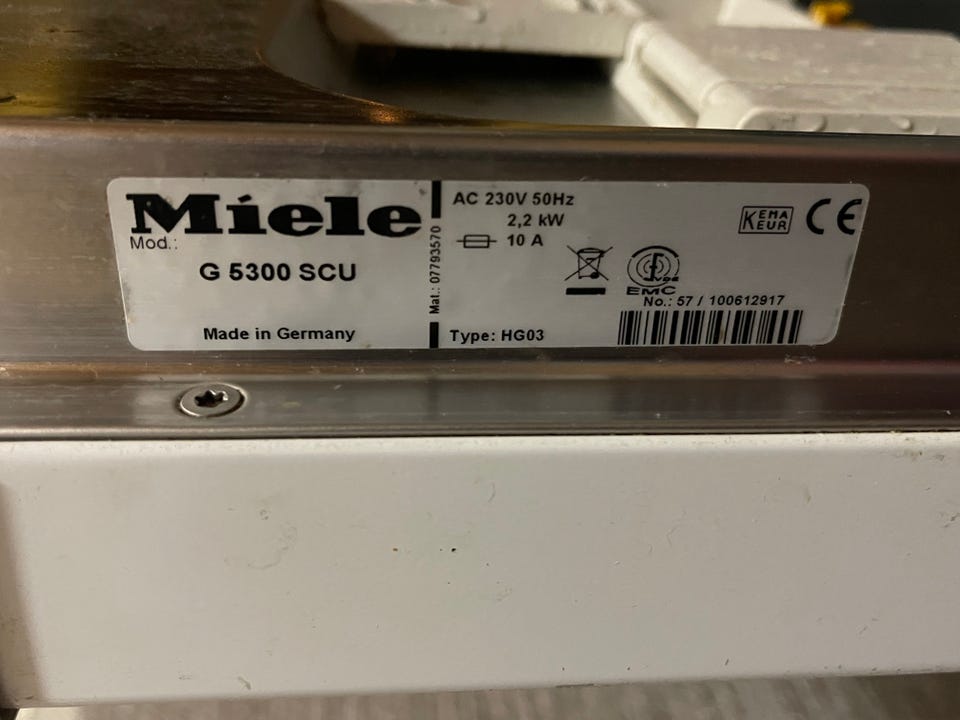 Miele
Mod.:
G 5300 SCU
Made in Germany
Mat.: 07793570
AC 230V 50Hz
2,2 kW
10 A
Type: HG03
KEMA
KEUR
CE
VDE
EMC
No.: 57 / 100612917